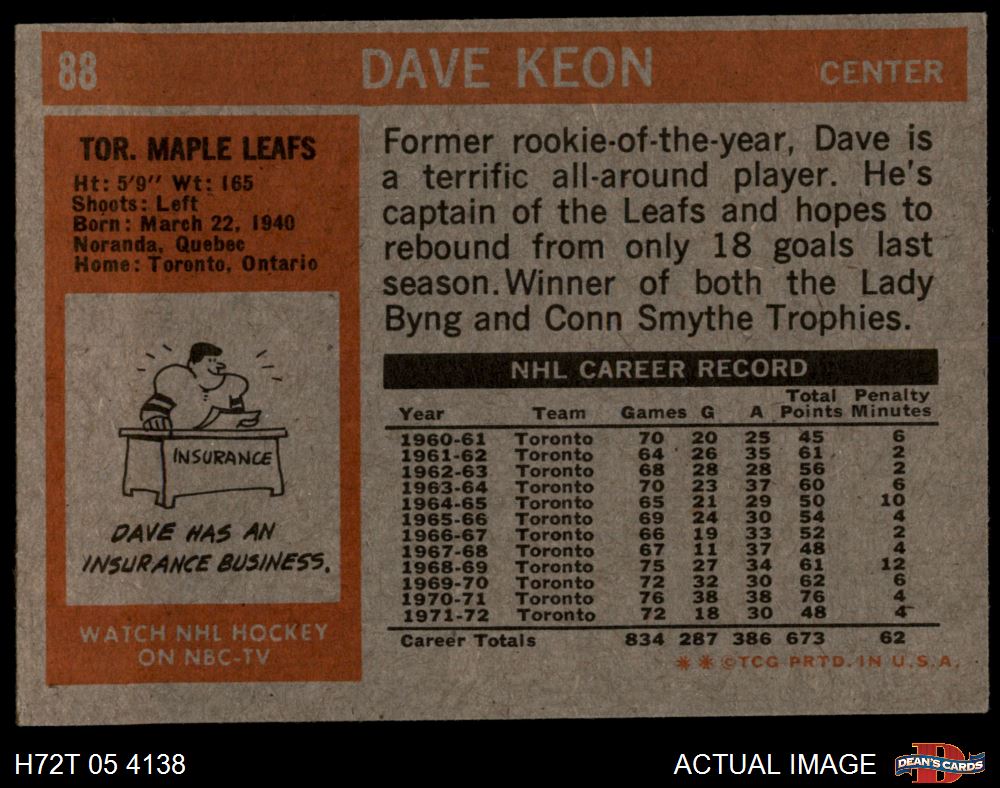 88
DAVE KEON
CENTER
TOR. MAPLE LEAFS
Ht: 5'9" Wt: 165
Shoots: Left
Born: March 22, 1940
Noranda, Quebec
Home: Toronto, Ontario
INSURANCE
DAVE HAS AN
INSURANCE BUSINESS.
WATCH NHL HOCKEY
ON NBC-TV
Former rookie-of-the-year, Dave is
a terrific all-around player. He's
captain of the Leafs and hopes to
rebound from only 18 goals last
season. Winner of both the Lady
Byng and Conn Smythe Trophies.
NHL CAREER RECORD
Total Penalty
Year Team Games G A Points Minutes
1960-61 Toronto 70 20 25 45 6
1961-62 Toronto 64 26 35 61 2
1962-63 Toronto 68 28 28 56 2
1963-64 Toronto 70 23 37 60 6
1964-65 Toronto 65 21 29 50 10
1965-66 Toronto 69 24 30 54 4
1966-67 Toronto 66 19 33 52 2
1967-68 Toronto 67 11 37 48 4
1968-69 Toronto 75 27 34 61 12
1969-70 Toronto 72 32 30 62 6
1970-71 Toronto 76 38 38 76 4
1971-72 Toronto 72 18 30 48 4
Career Totals 834 287 386 673 62
* * ©TCG PRTD. IN U.S.A.
H72T 05 4138
ACTUAL IMAGE
D
DEAN'S CARDS